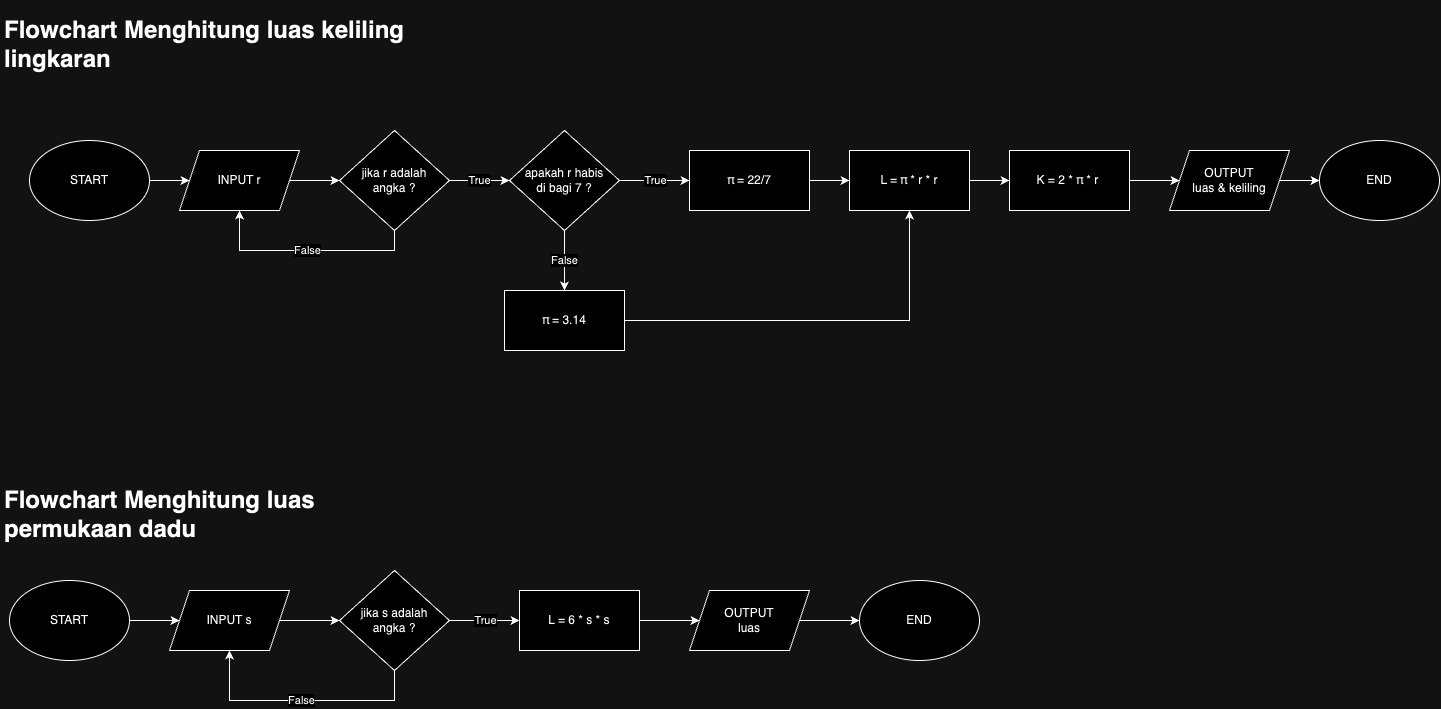 Flowchart Menghitung luas keliling
lingkaran
START
INPUT r
jika r adalah
angka ?
True
apakah r habis
di bagi 7 ?
True
π = 22/7
L = π * r * r
K = 2 * π * r
OUTPUT
luas & keliling
END
False
False
π = 3.14
Flowchart Menghitung luas
permukaan dadu
START
INPUT s
jika s adalah
angka ?
True
L = 6 * s * s
OUTPUT
luas
END
False